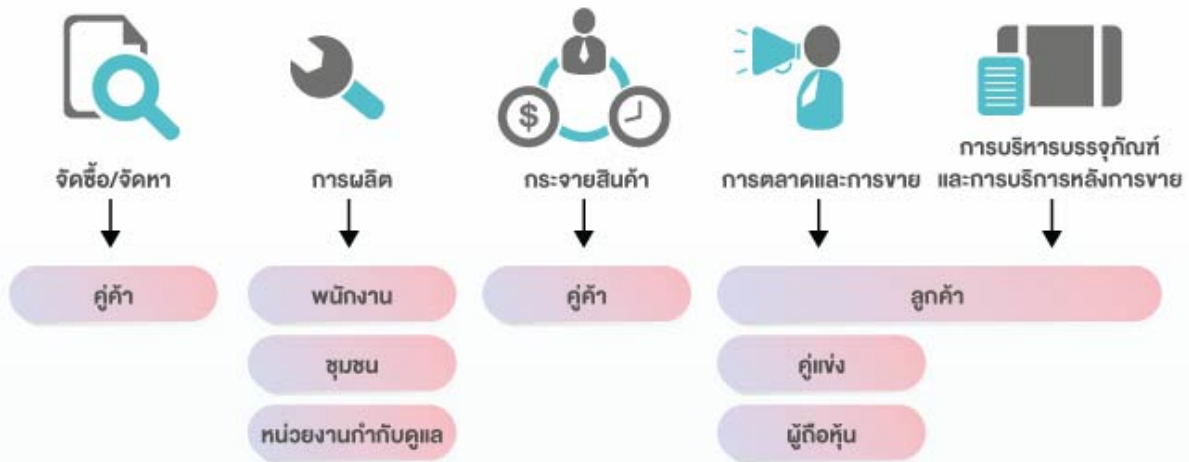 $
จัดซื้อ/จัดหา
การผลิต
กระจายสินค้า
การตลาดและการขาย
การบริหารบรรจุภัณฑ์
และการบริการหลังการขาย
คู่ค้า
พนักงาน
คู่ค้า
ลูกค้า
ชุมชน
คู่แข่ง
หน่วยงานกำกับดูแล
ผู้ถือหุ้น